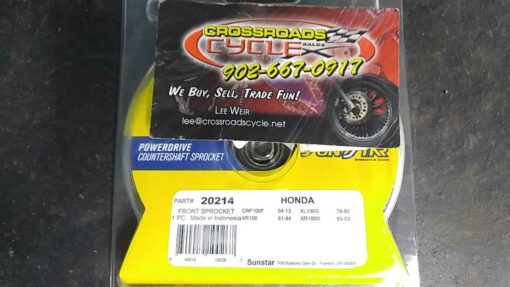 CROSSROADS
CYCLE SALES
902-667-0917
WE BUY, SELL, TRADE FUN!
LEE WEIR
lee@crossroadscycle.net
POWERDRIVE
COUNTERSHAFT SPROCKET
PART# 20214 HONDA
FRONT SPROCKET CRF100F 04-13 XL100S 79-85
1 PC. Made in Indonesia XR100 81-84 XR100R 85-03
Sunstar